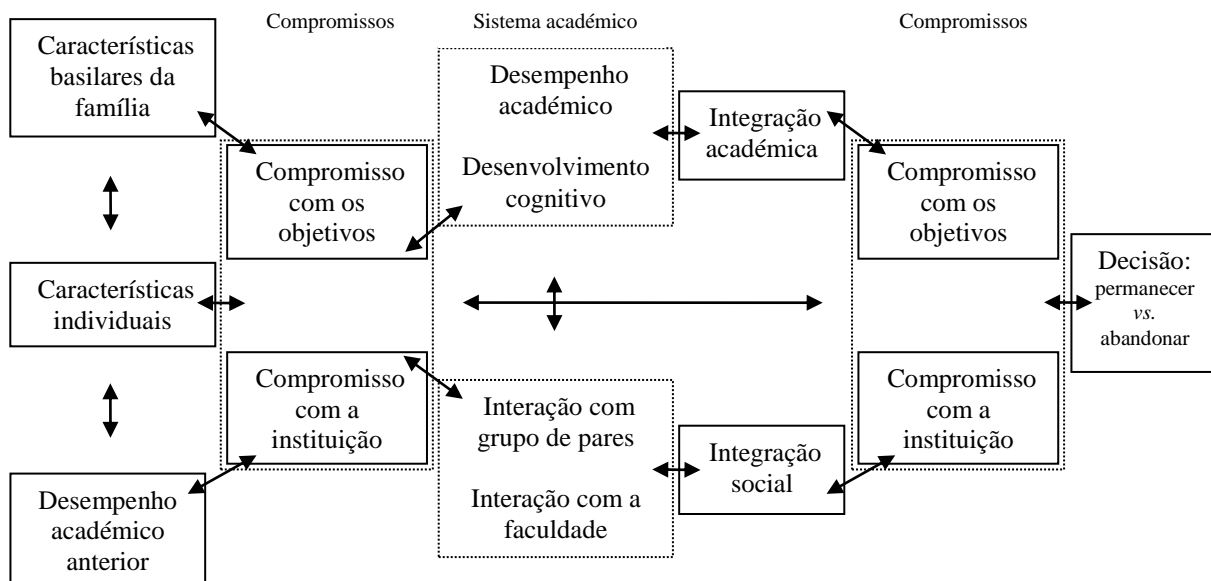 Compromissos
Sistema académico
Compromissos
Características
basilares da
família
Características
individuais
Desempenho
académico
anterior
Compromisso
com os
objetivos
Compromisso
com a
instituição
Desempenho
académico
Desenvolvimento
cognitivo
Interação com
grupo de pares
Interação com a
faculdade
Integração
académica
Integração
social
Compromisso
com os
objetivos
Compromisso
com a
instituição
Decisão:
permanecer
vs.
abandonar